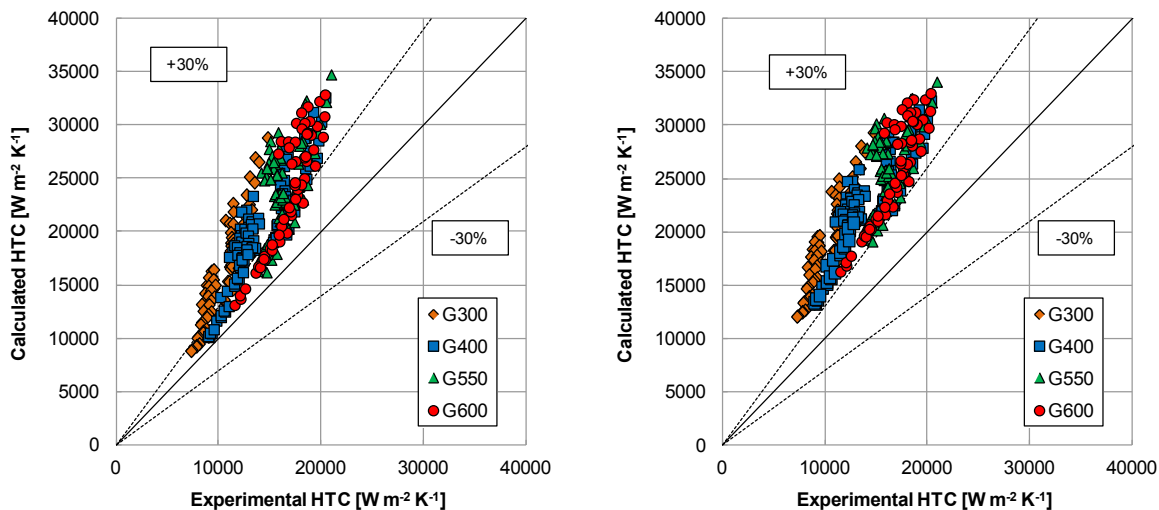 40000
35000
30000
25000
20000
15000
10000
5000
0
Calculated HTC [W m-2 K-1]
+30%
-30%
G300
G400
G550
G600
0 10000 20000 30000 40000
Experimental HTC [W m-2 K-1]
40000
35000
30000
25000
20000
15000
10000
5000
0
Calculated HTC [W m-2 K-1]
+30%
-30%
G300
G400
G550
G600
0 10000 20000 30000 40000
Experimental HTC [W m-2 K-1]